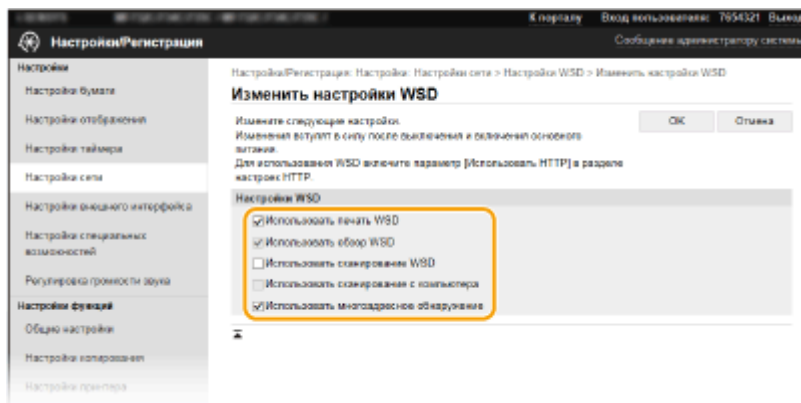 К порталу Вход пользователя: 7654321 Выход
Настройки/Регистрация
Сообщение администратору системы
Настройки
Настройки бумаги
Настройки отображения
Настройки таймера
Настройки сети
Настройки внешнего интерфейса
Настройки специальных
возможностей
Регулировка громкости звука
Настройки функций
Общие настройки
Настройки копирования
Настройки принтера
Настройки/Регистрация: Настройки: Настройки сети > Настройки WSD > Изменить настройки WSD
Изменить настройки WSD
Измените следующие настройки.
Изменения вступят в силу после выключения и включения основного
питания.
Для использования WSD включите параметр [Использовать HTTP] в разделе
настроек HTTP.
OK Отмена
Настройки WSD
Использовать печать WSD
Использовать обзор WSD
Использовать сканирование WSD
Использовать сканирование с компьютера
Использовать многоадресное обнаружение